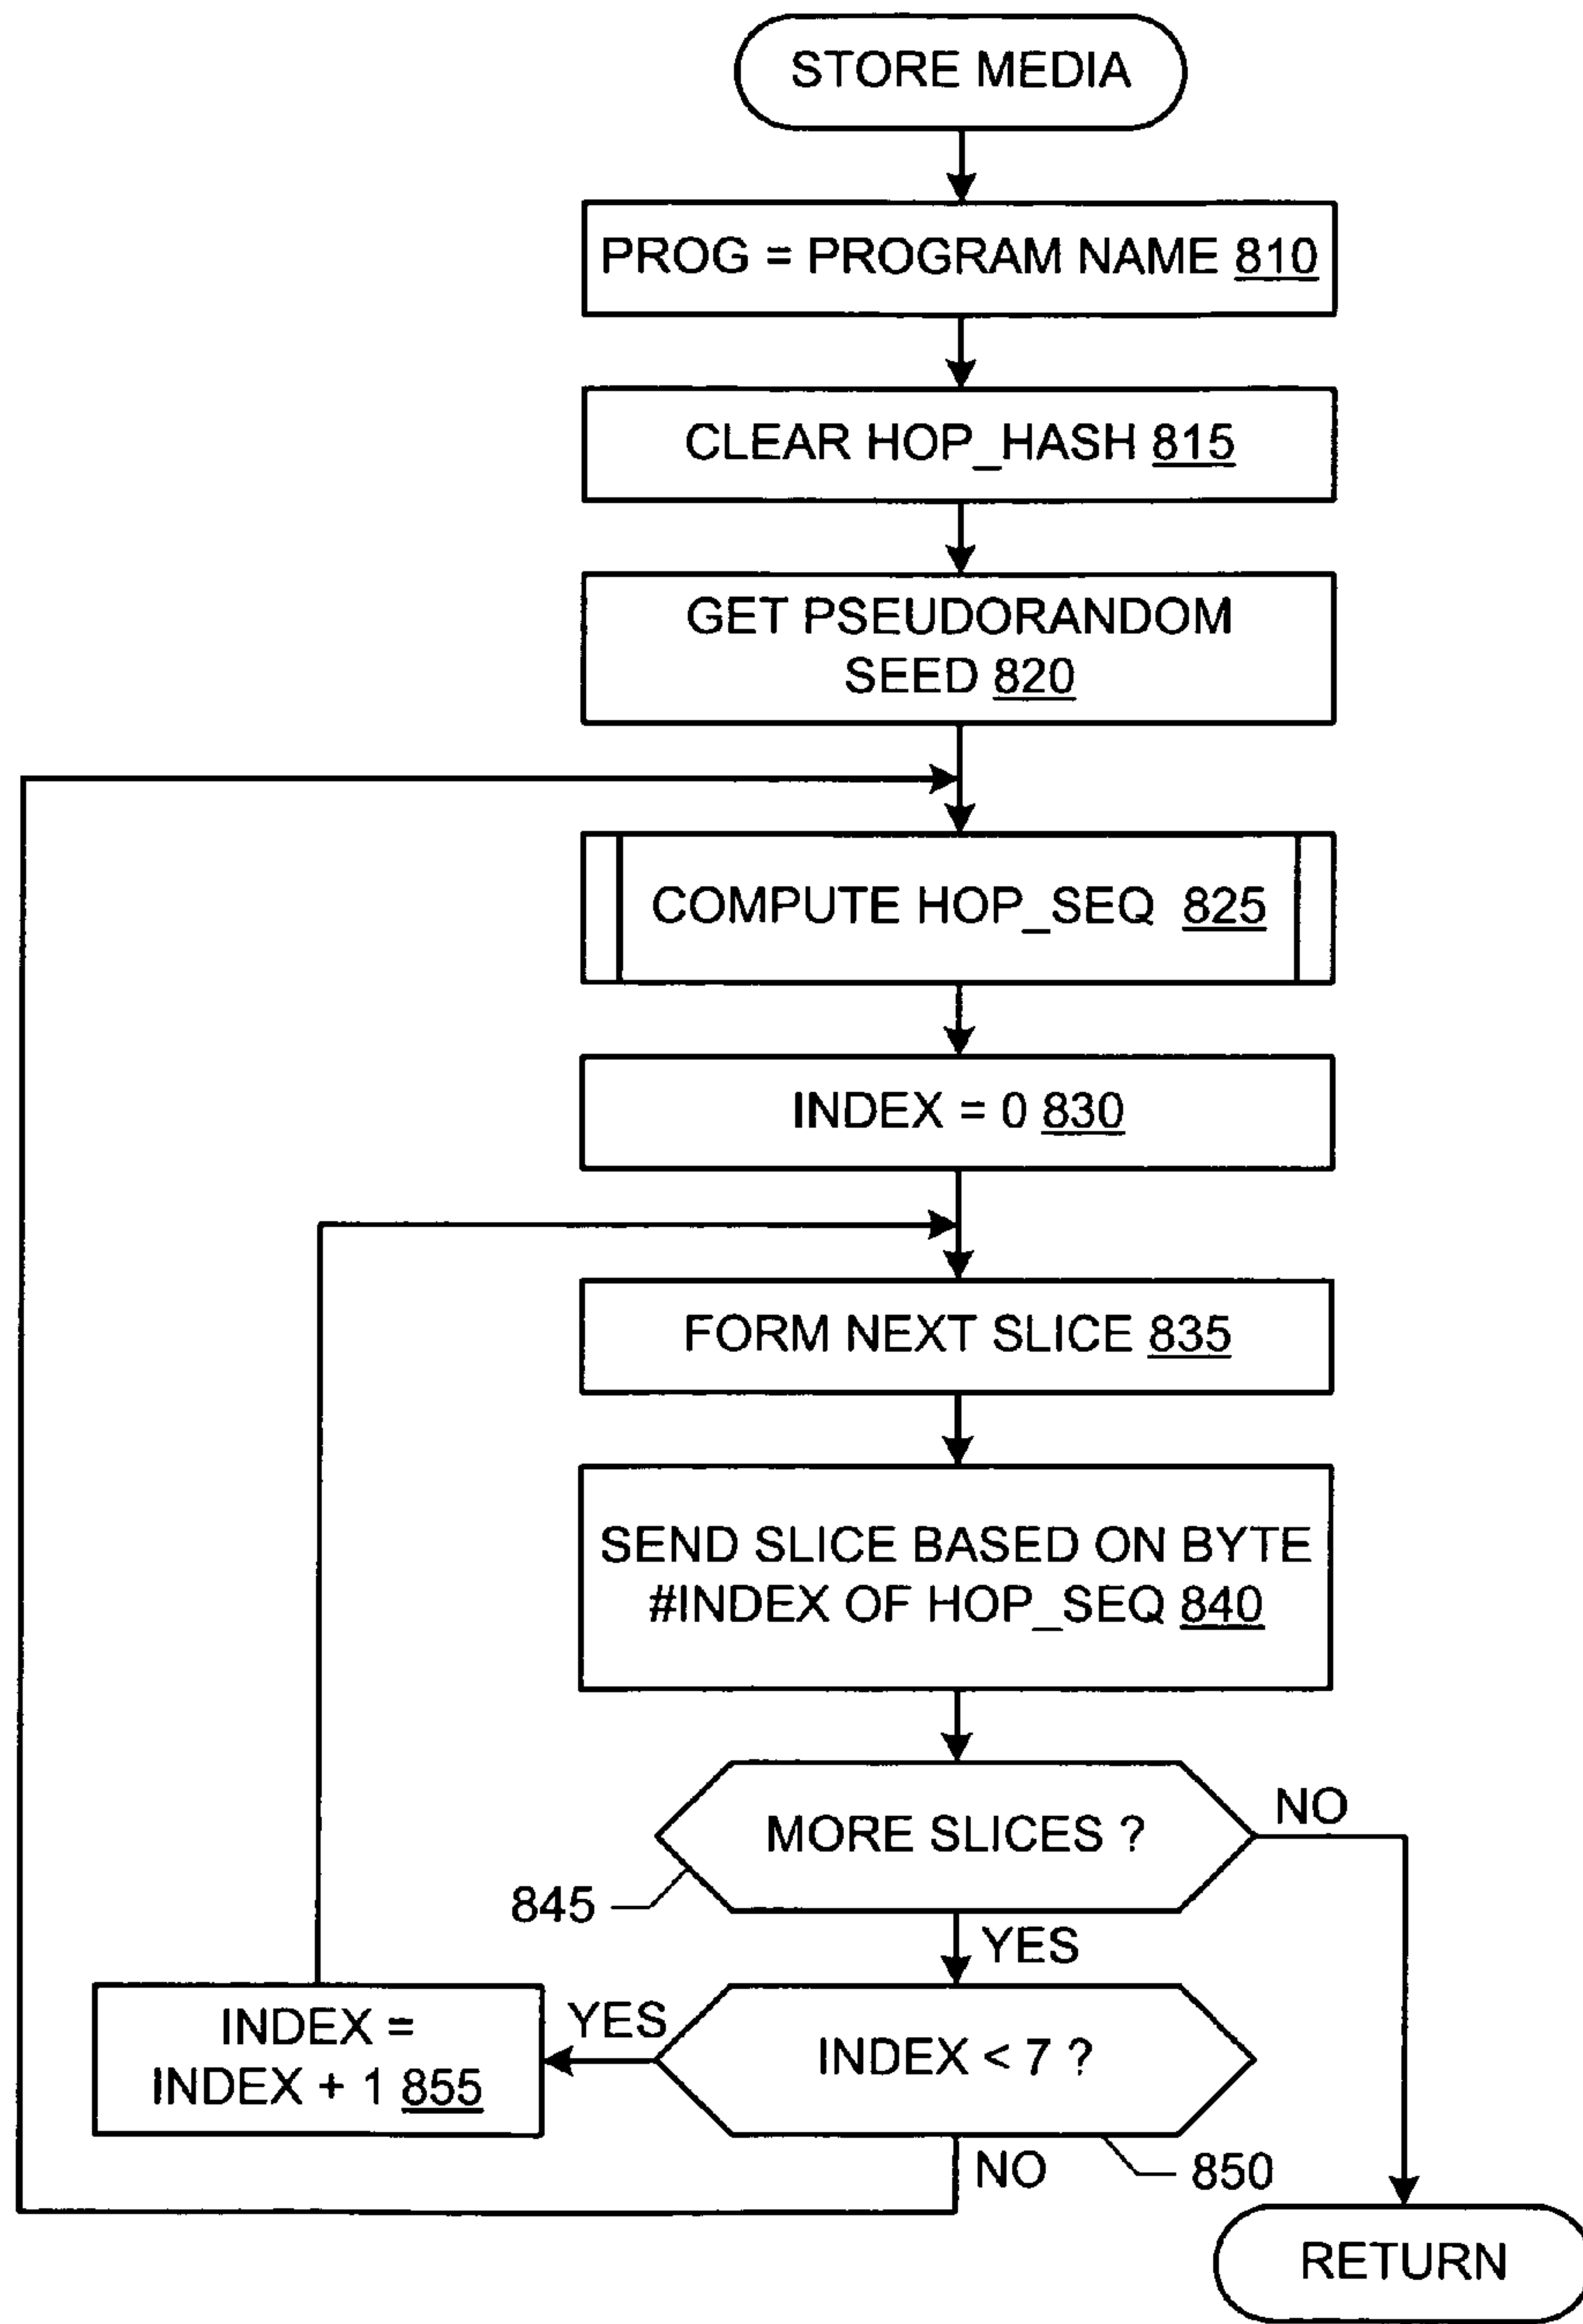 STORE MEDIA
PROG = PROGRAM NAME 810
CLEAR HOP_HASH 815
GET PSEUDORANDOM
SEED 820
COMPUTE HOP_SEQ 825
INDEX = 0 830
FORM NEXT SLICE 835
SEND SLICE BASED ON BYTE
#INDEX OF HOP_SEQ 840
NO
MORE SLICES ?
845
YES
INDEX =
INDEX + 1 855
YES
INDEX < 7 ?
NO
850
RETURN